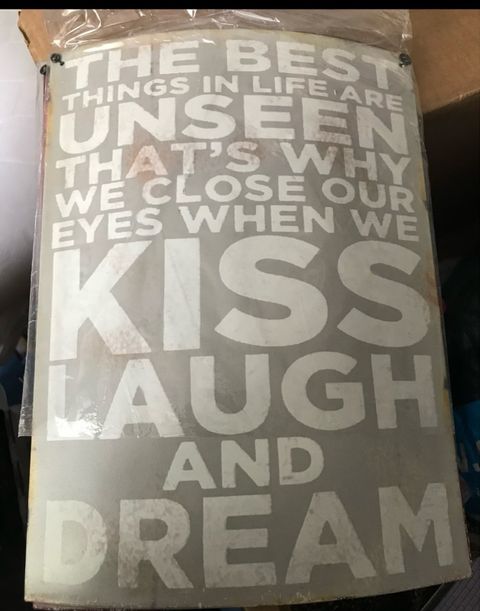 THE BEST
THINGS IN LIFE ARE
UNSEEN
THAT'S WHY
WE CLOSE OUR
EYES WHEN WE
KISS
LAUGH
AND
DREAM